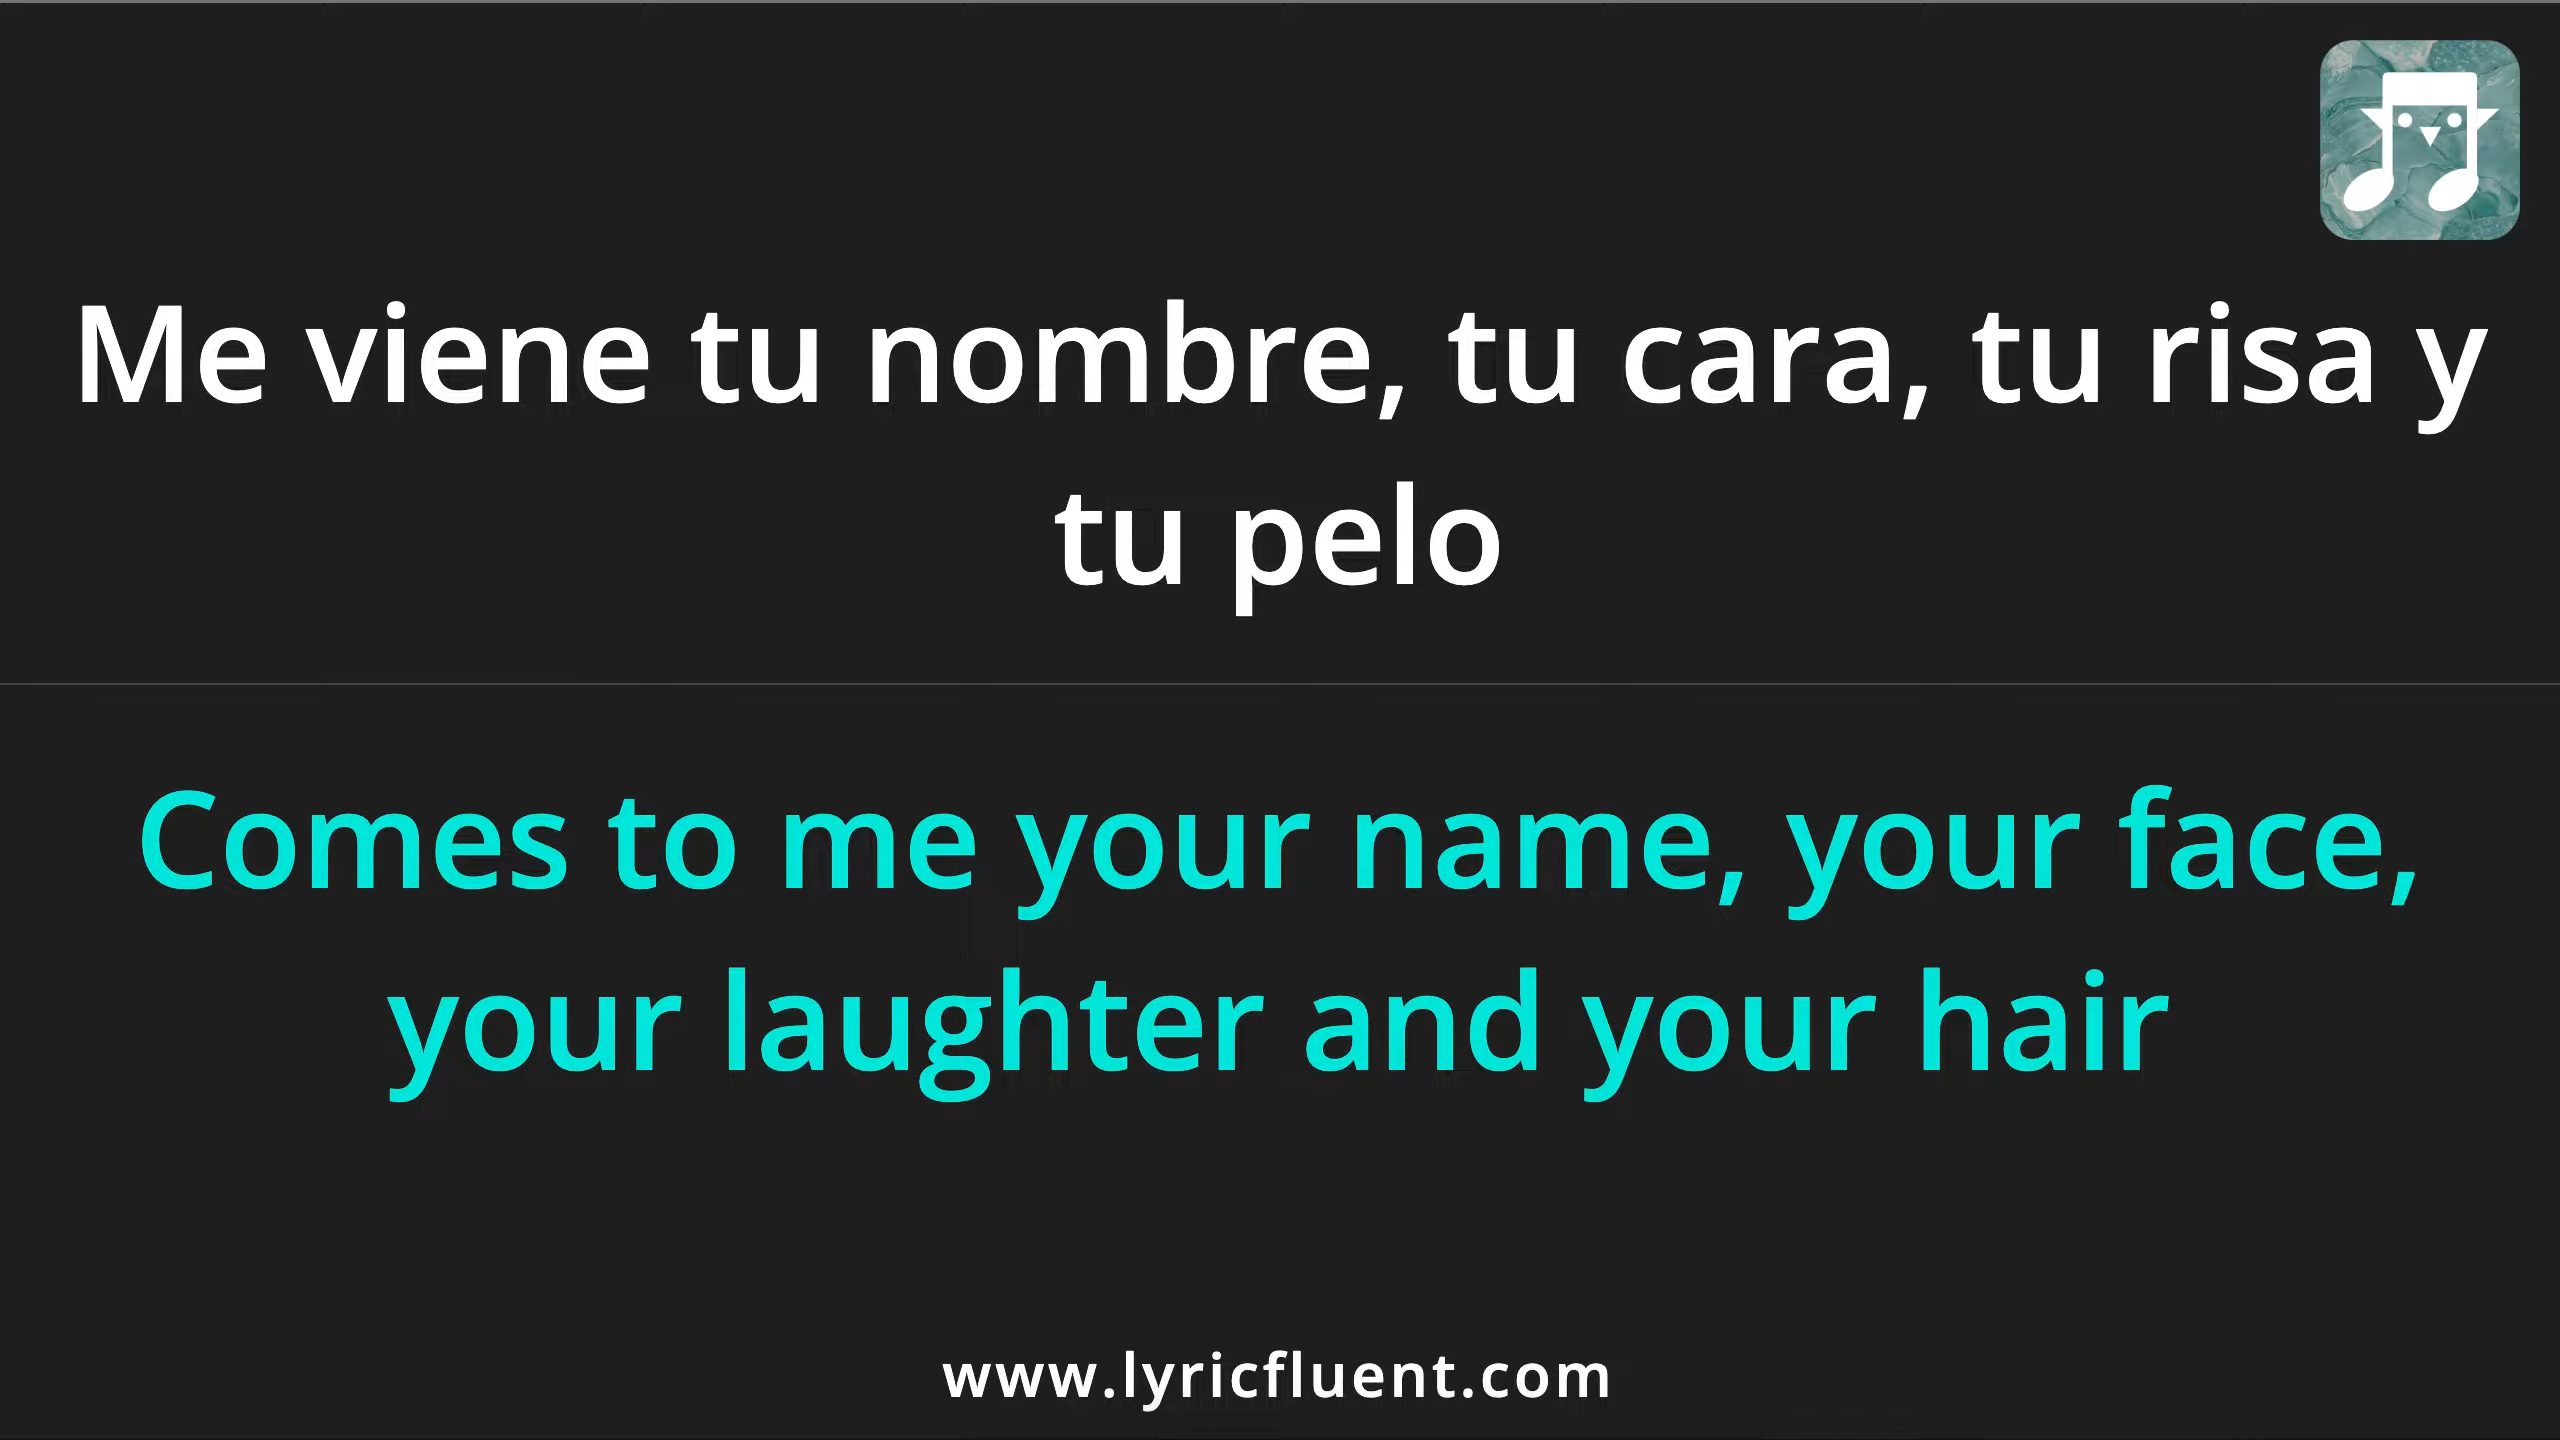 Me viene tu nombre, tu cara, tu risa y
tu pelo
Comes to me your name, your face,
your laughter and your hair
www.lyricfluent.com